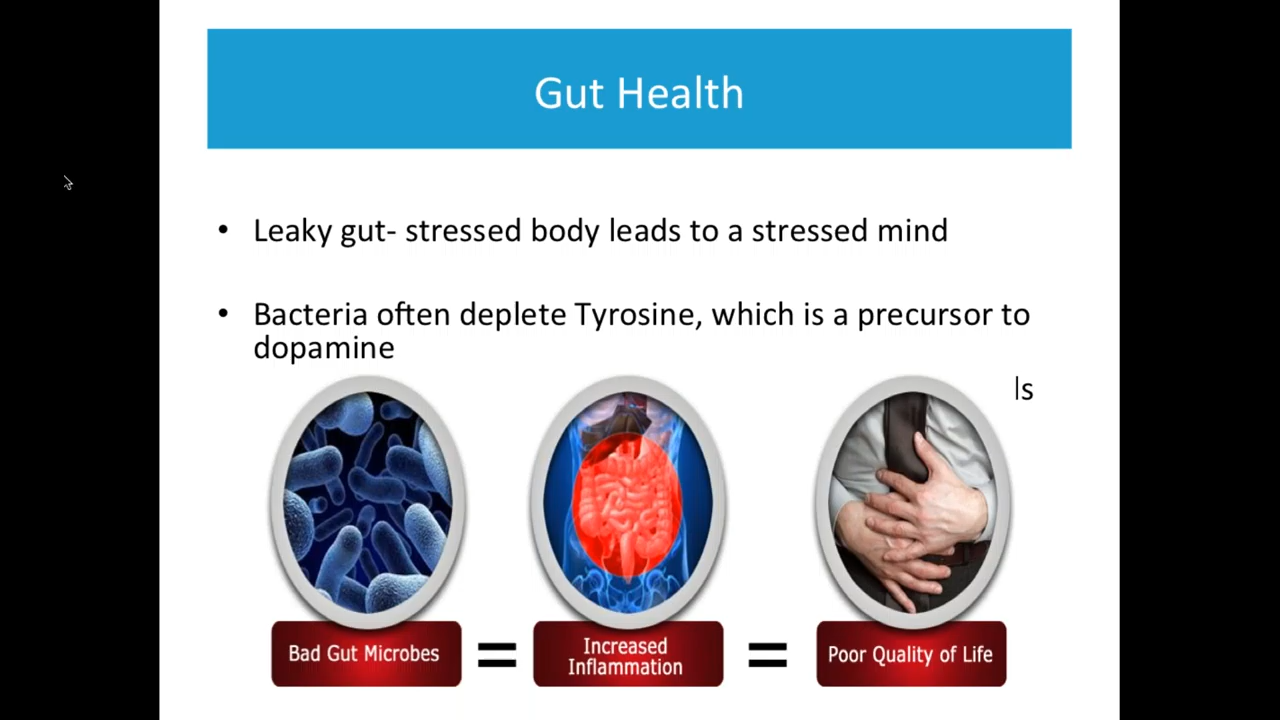 Gut Health
• Leaky gut- stressed body leads to a stressed mind
• Bacteria often deplete Tyrosine, which is a precursor to
dopamine
ls
Bad Gut Microbes = Increased Inflammation = Poor Quality of Life